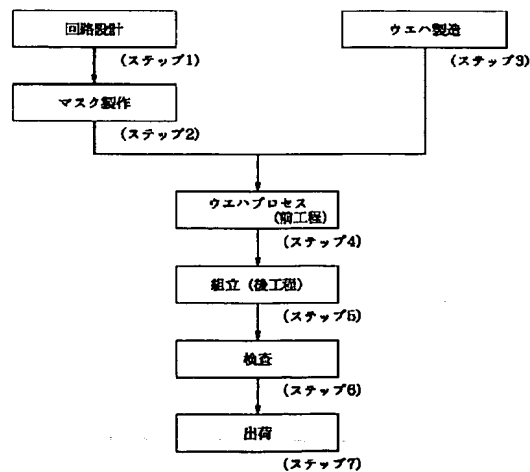 回路設計
(ステップ1)
ウエハ製造
(ステップ3)
マスク製作
(ステップ2)
ウエハプロセス
(前工程)
(ステップ4)
組立(後工程)
(ステップ5)
検査
(ステップ6)
出荷
(ステップ7)